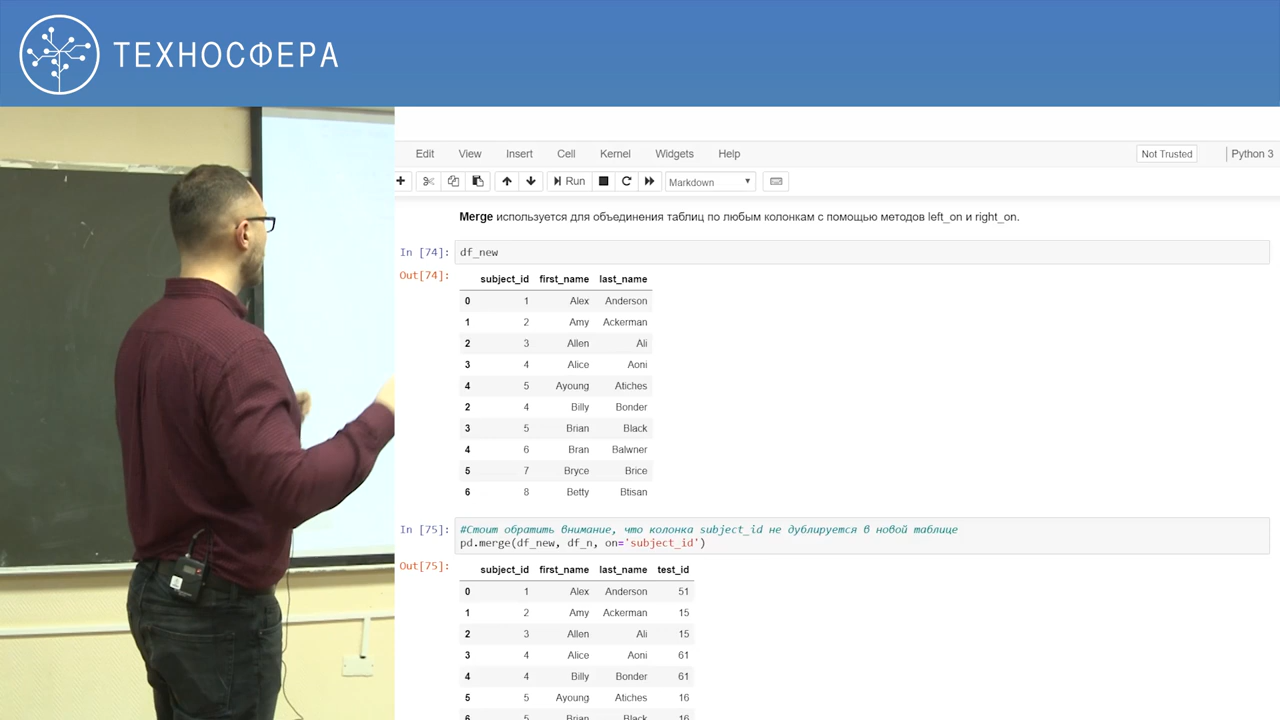 ТЕХНОСФЕРА
Edit View Insert Cell Kernel Widgets Help Not Trusted Python 3
Run Markdown
Merge используется для объединения таблиц по любым колонкам с помощью методов left_on и right_on.
In [74]: df_new
Out[74]:
subject_id first_name last_name
0 1 Alex Anderson
1 2 Amy Ackerman
2 3 Allen Ali
3 4 Alice Aoni
4 5 Ayoung Atiches
2 4 Billy Bonder
3 5 Brian Black
4 6 Bran Balwner
5 7 Bryce Brice
6 8 Betty Btisan
In [75]: #Стоит обратить внимание, что колонка subject_id не дублируется в новой таблице
pd.merge(df_new, df_n, on='subject_id')
Out[75]:
subject_id first_name last_name test_id
0 1 Alex Anderson 51
1 2 Amy Ackerman 15
2 3 Allen Ali 15
3 4 Alice Aoni 61
4 4 Billy Bonder 61
5 5 Ayoung Atiches 16
6 5 Brian Black 16